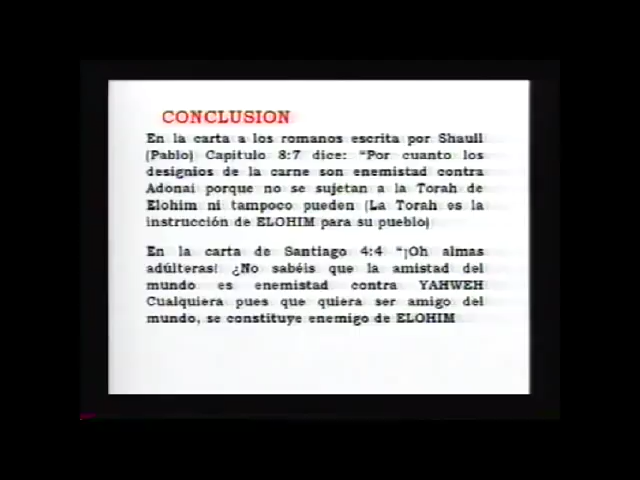 CONCLUSION
En la carta a los romanos escrita por Shaull
(Pablo) Capitulo 8:7 dice: "Por cuanto los
designios de la carne son enemistad contra
Adonai porque no se sujetan a la Torah de
Elohim ni tampoco pueden (La Torah es la
instrucción de ELOHIM para su pueblo)
En la carta de Santiago 4:4 "¡Oh almas
adúlteras! ¿No sabéis que la amistad del
mundo es enemistad contra YAHWEH
Cualquiera pues que quiera ser amigo del
mundo, se constituye enemigo de ELOHIM